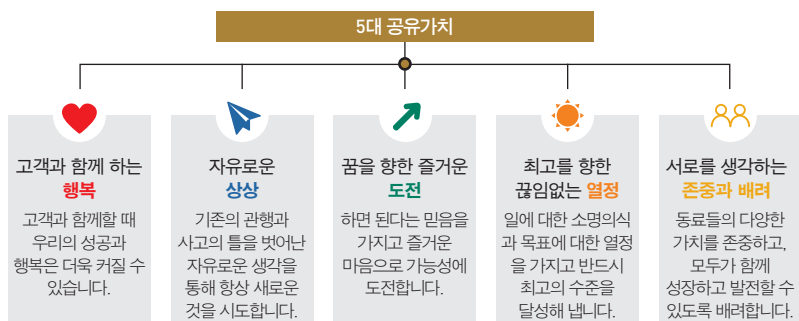 5대 공유가치
고객과 함께 하는
행복
고객과 함께할 때
우리의 성공과
행복은 더욱 커질 수
있습니다.
자유로운
상상
기존의 관행과
사고의 틀을 벗어난
자유로운 생각을
통해 항상 새로운
것을 시도합니다.
꿈을 향한 즐거운
도전
하면 된다는 믿음을
가지고 즐거운
마음으로 가능성에
도전합니다.
최고를 향한
끊임없는 열정
일에 대한 소명의식
과 목표에 대한 열정
을 가지고 반드시
최고의 수준을
달성해 냅니다.
서로를 생각하는
존중과 배려
동료들의 다양한
가치를 존중하고,
모두가 함께
성장하고 발전할 수
있도록 배려합니다.